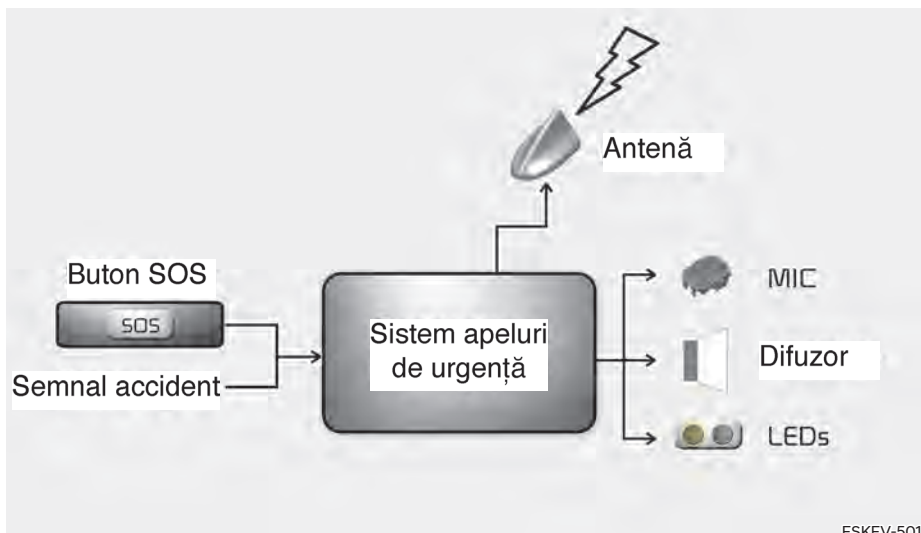 Antenă
Buton SOS
SOS
Semnal accident
Sistem apeluri
de urgență
MIC
Difuzor
LEDs
ESKEV-501